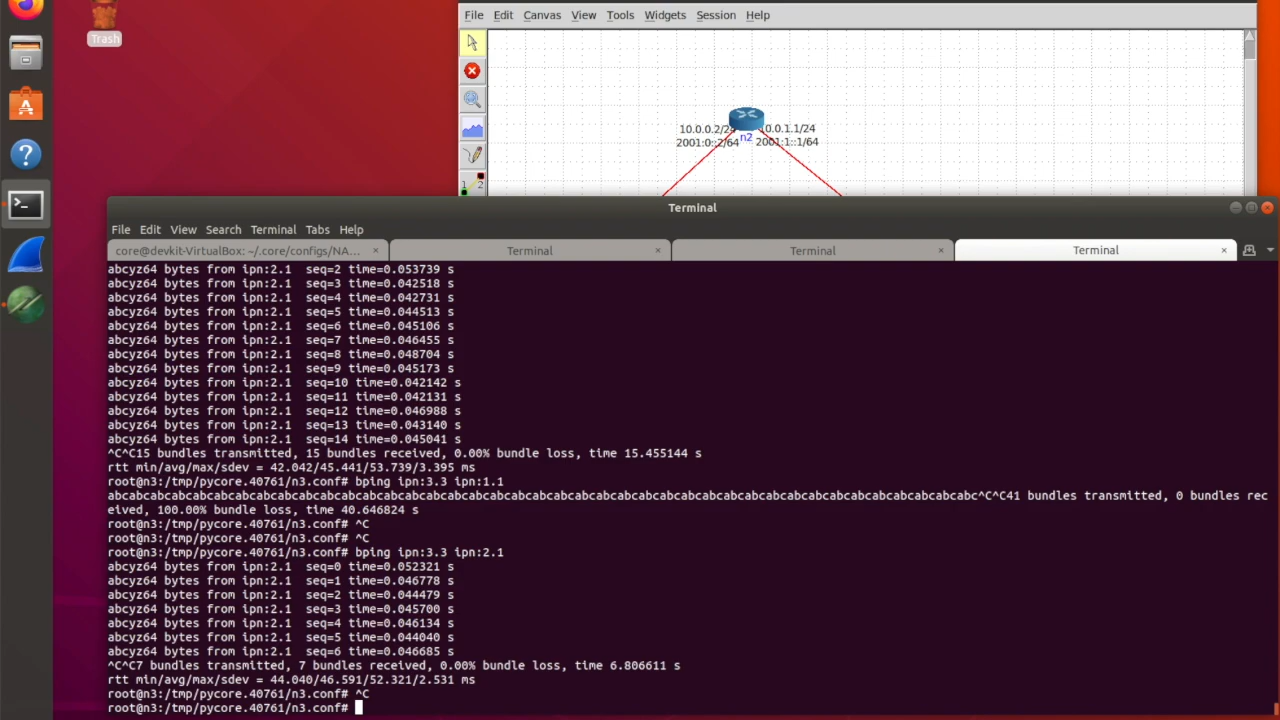 File Edit Canvas View Tools Widgets Session Help
Trash
10.0.0.2/24 10.0.1.1/24
2001:0::2/64 n2 2001:1::1/64
1 2
Terminal
File Edit View Search Terminal Tabs Help
core@devkit-VirtualBox: ~/.core/configs/NA... × Terminal × Terminal × Terminal ×
abcyz64 bytes from ipn:2.1  seq=2 time=0.053739 s
abcyz64 bytes from ipn:2.1  seq=3 time=0.042518 s
abcyz64 bytes from ipn:2.1  seq=4 time=0.042731 s
abcyz64 bytes from ipn:2.1  seq=5 time=0.044513 s
abcyz64 bytes from ipn:2.1  seq=6 time=0.045106 s
abcyz64 bytes from ipn:2.1  seq=7 time=0.046455 s
abcyz64 bytes from ipn:2.1  seq=8 time=0.048704 s
abcyz64 bytes from ipn:2.1  seq=9 time=0.045173 s
abcyz64 bytes from ipn:2.1  seq=10 time=0.042142 s
abcyz64 bytes from ipn:2.1  seq=11 time=0.042131 s
abcyz64 bytes from ipn:2.1  seq=12 time=0.046988 s
abcyz64 bytes from ipn:2.1  seq=13 time=0.043140 s
abcyz64 bytes from ipn:2.1  seq=14 time=0.045041 s
^C^C15 bundles transmitted, 15 bundles received, 0.00% bundle loss, time 15.455144 s
rtt min/avg/max/sdev = 42.042/45.441/53.739/3.395 ms
root@n3:/tmp/pycore.40761/n3.conf# bping ipn:3.3 ipn:1.1
abcabcabcabcabcabcabcabcabcabcabcabcabcabcabcabcabcabcabcabcabcabcabcabcabcabcabcabcabcabcabcabcabcabcabcabcabcabcabcabcabc^C^C41 bundles transmitted, 0 bundles rec
eived, 100.00% bundle loss, time 40.646824 s
root@n3:/tmp/pycore.40761/n3.conf# ^C
root@n3:/tmp/pycore.40761/n3.conf# ^C
root@n3:/tmp/pycore.40761/n3.conf# bping ipn:3.3 ipn:2.1
abcyz64 bytes from ipn:2.1  seq=0 time=0.052321 s
abcyz64 bytes from ipn:2.1  seq=1 time=0.046778 s
abcyz64 bytes from ipn:2.1  seq=2 time=0.044479 s
abcyz64 bytes from ipn:2.1  seq=3 time=0.045700 s
abcyz64 bytes from ipn:2.1  seq=4 time=0.046134 s
abcyz64 bytes from ipn:2.1  seq=5 time=0.044040 s
abcyz64 bytes from ipn:2.1  seq=6 time=0.046685 s
^C^C7 bundles transmitted, 7 bundles received, 0.00% bundle loss, time 6.806611 s
rtt min/avg/max/sdev = 44.040/46.591/52.321/2.531 ms
root@n3:/tmp/pycore.40761/n3.conf# ^C
root@n3:/tmp/pycore.40761/n3.conf#